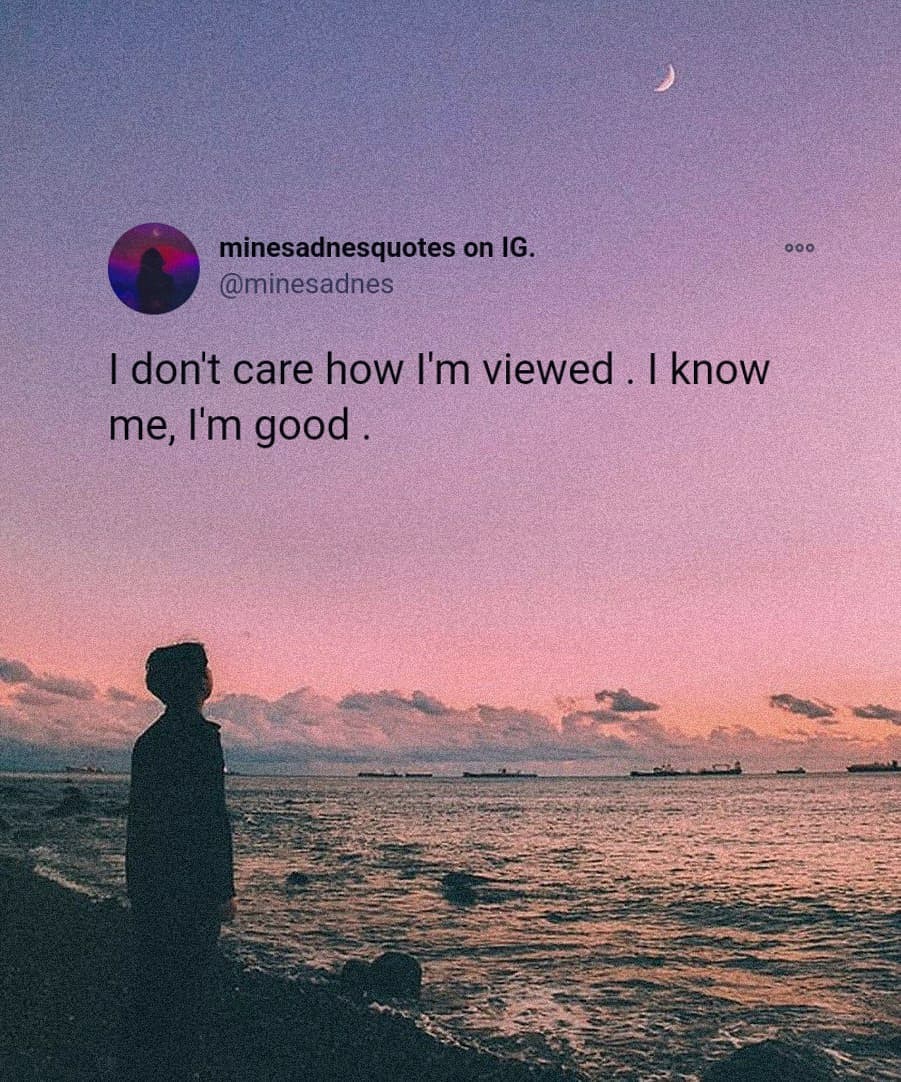 minesadnesquotes on IG.
@minesadnes
I don't care how I'm viewed . I know
me, I'm good .